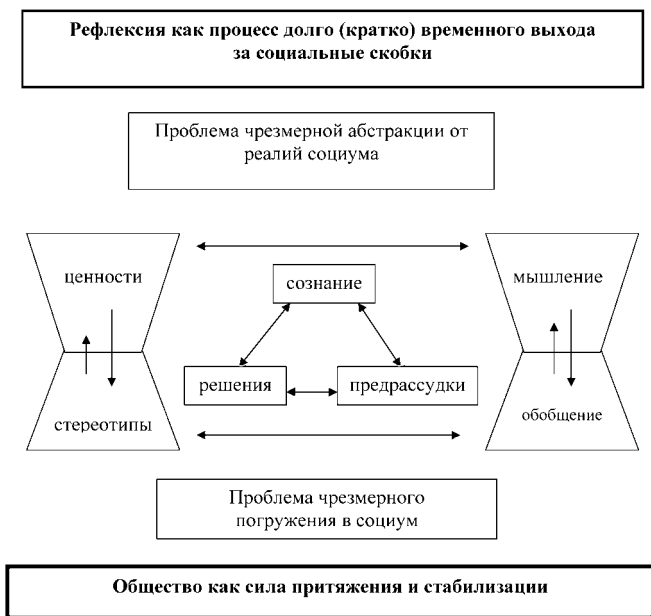 Рефлексия как процесс долго (кратко) временного выхода
за социальные скобки
Проблема чрезмерной абстракции от
реалий социума
ценности
мышление
сознание
решения
предрассудки
стереотипы
обобщение
Проблема чрезмерного
погружения в социум
Общество как сила притяжения и стабилизации